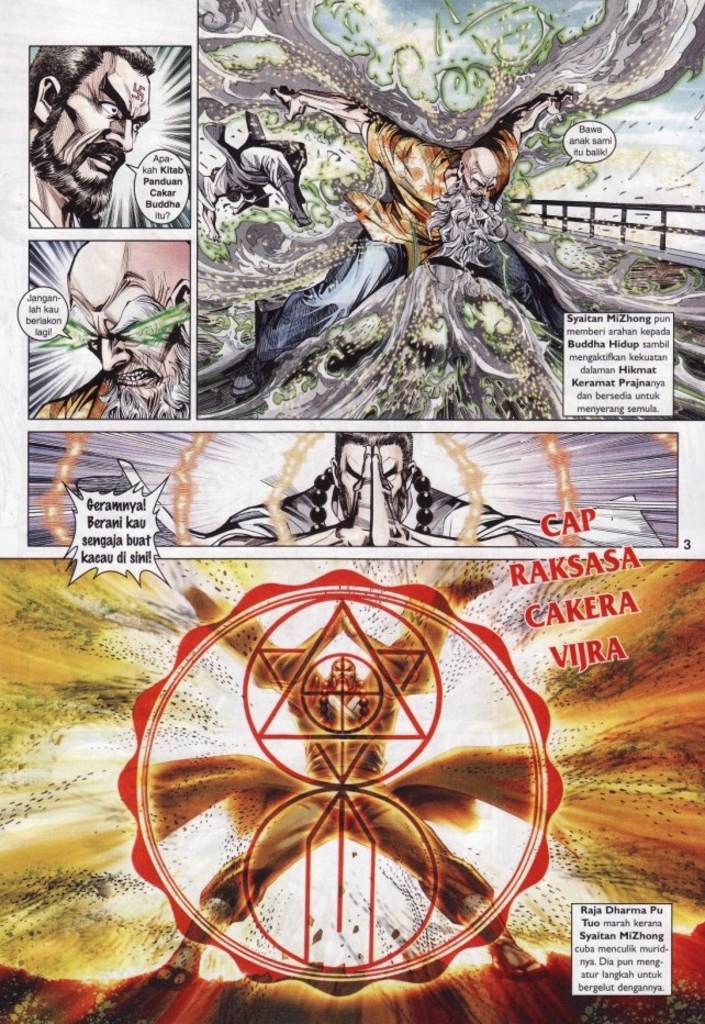 Apa-
kah Kitab
Panduan
Cakar
Buddha
itu?
Bawa
anak sami
itu balik!
Jangan-
lah kau
berlakon
lagi!
Syaitan MiZhong pun
memberi arahan kepada
Buddha Hidup sambil
mengaktifkan kekuatan
dalaman Hikmat
Keramat Prajnanya
dan bersedia untuk
menyerang semula.
Geramnya!
Berani kau
sengaja buat
kacau di sini!
3
CAP
RAKSASA
CAKERA
VIJRA
Raja Dharma Pu
Tuo marah kerana
Syaitan MiZhong
cuba menculik murid-
nya. Dia pun meng-
atur langkah untuk
bergelut dengannya.